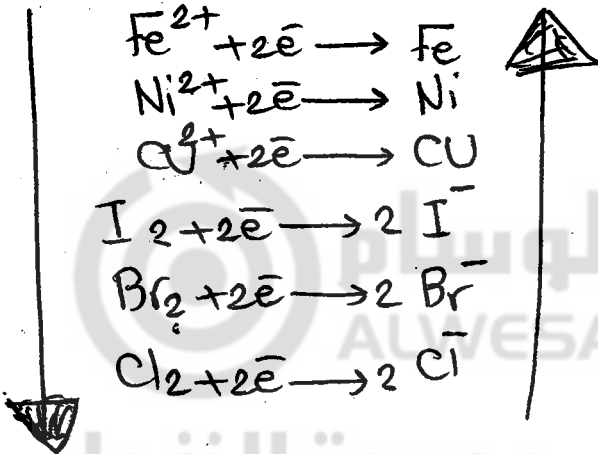 Fe²⁺ + 2ē → Fe
Ni²⁺ + 2ē → Ni
Cu²⁺ + 2ē → CU
I₂ + 2ē → 2 I⁻
Br₂ + 2ē → 2 Br⁻
Cl₂ + 2ē → 2 Cl⁻
ALWESA